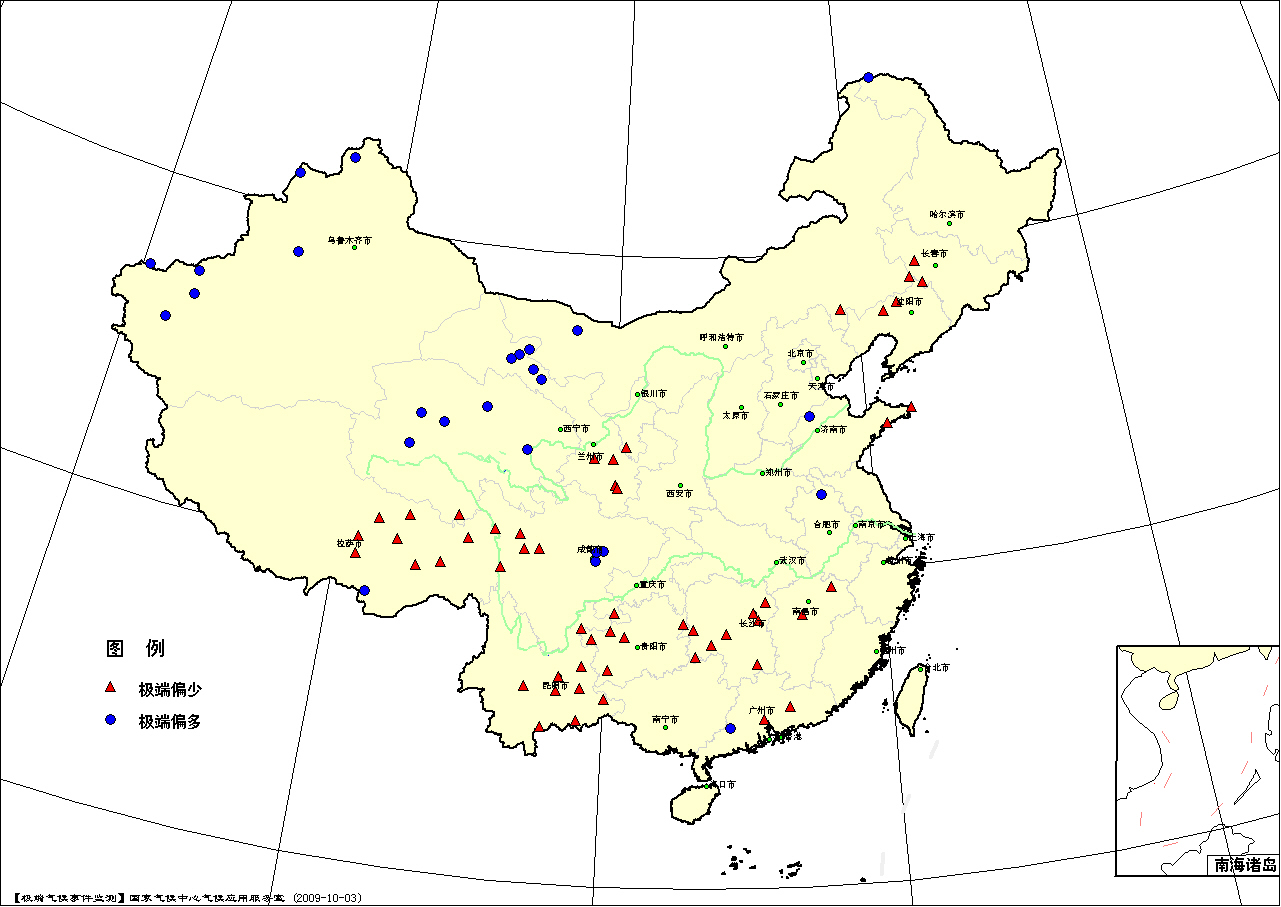 哈尔滨市
乌鲁木齐市
长春市
沈阳市
呼和浩特市
北京市
天津市
银川市
石家庄市
太原市
西宁市
济南市
兰州市
郑州市
西安市
合肥市
南京市
上海市
拉萨市
成都市
武汉市
杭州市
重庆市
南昌市
长沙市
贵阳市
福州市
台北市
昆明市
广州市
南宁市
香港
海口市
图 例
极端偏少
极端偏多
南海诸岛
【极端气候事件监测】国家气候中心气候应用服务室 (2009-10-03)